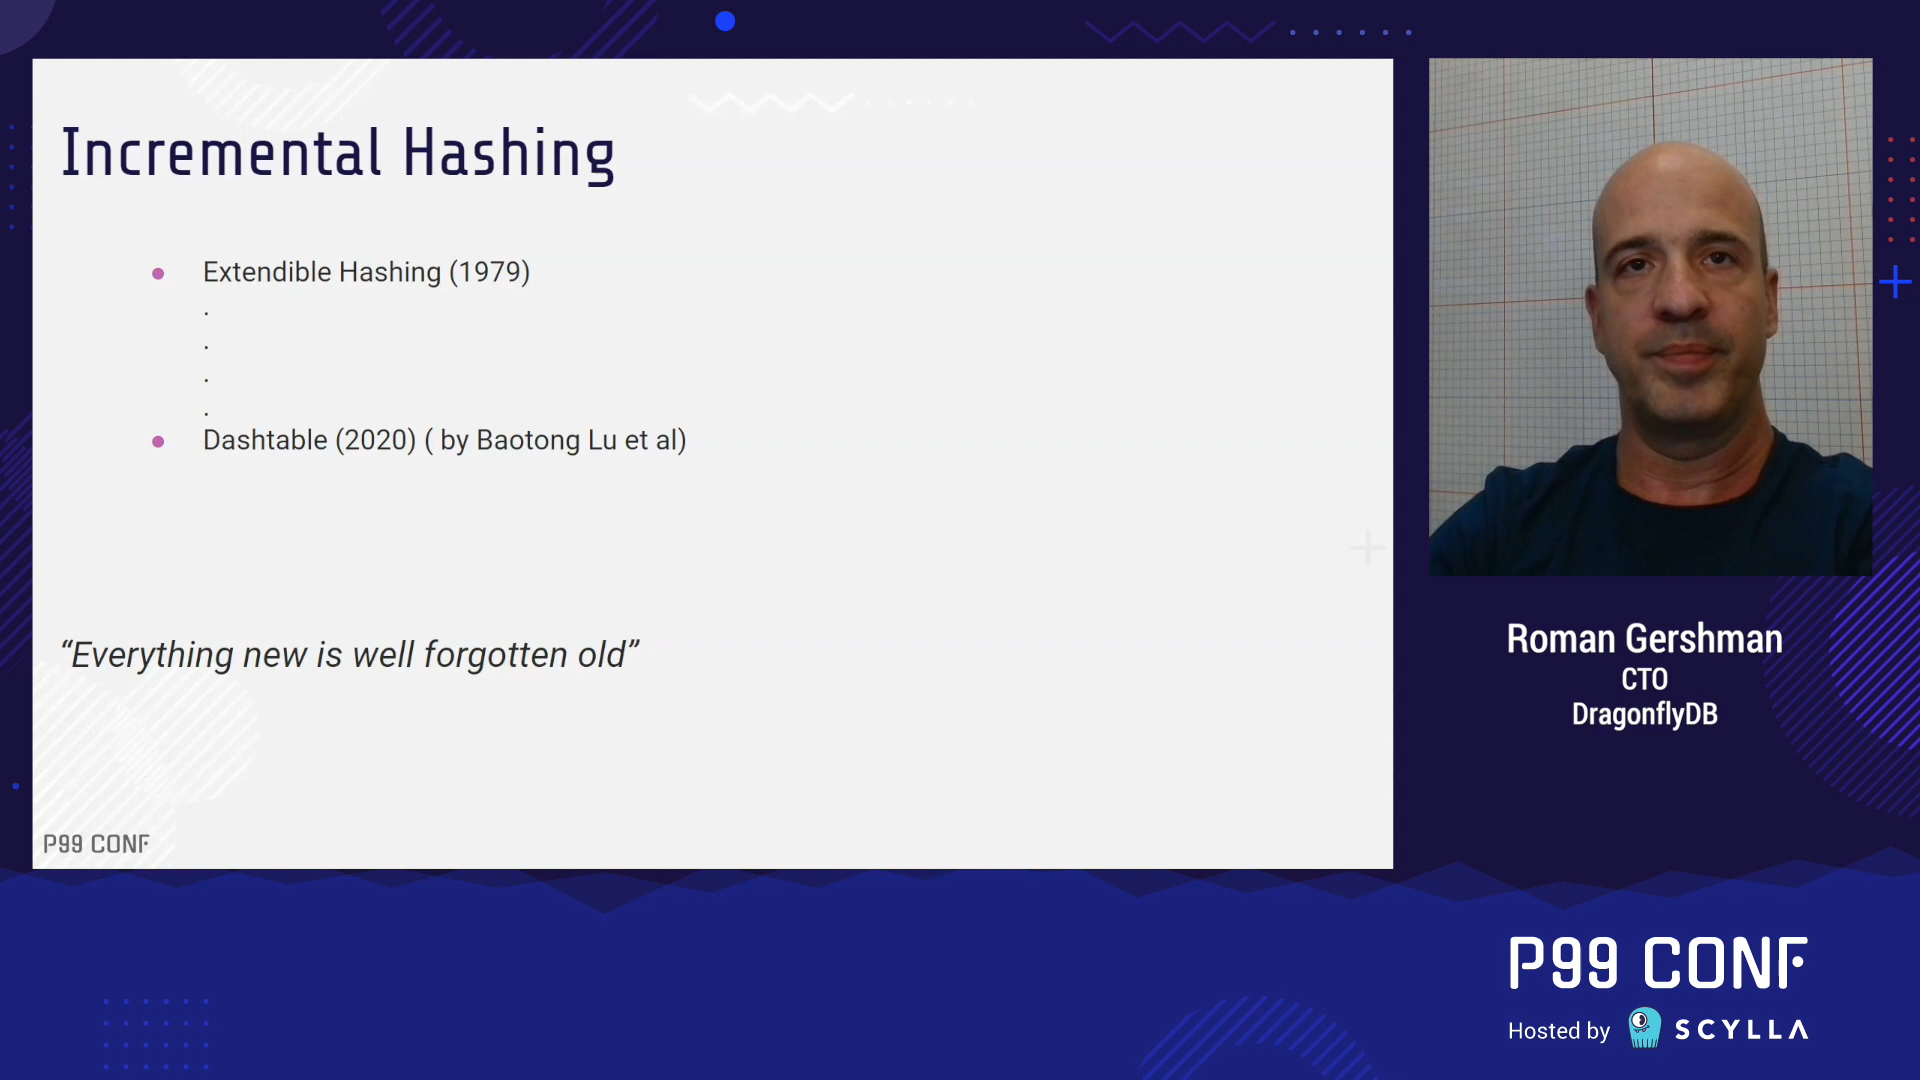 Incremental Hashing
• Extendible Hashing (1979)
.
.
.
.
• Dashtable (2020) ( by Baotong Lu et al)
“Everything new is well forgotten old”
P99 CONF
Roman Gershman
CTO
DragonflyDB
P99 CONF
Hosted by SCYLLA